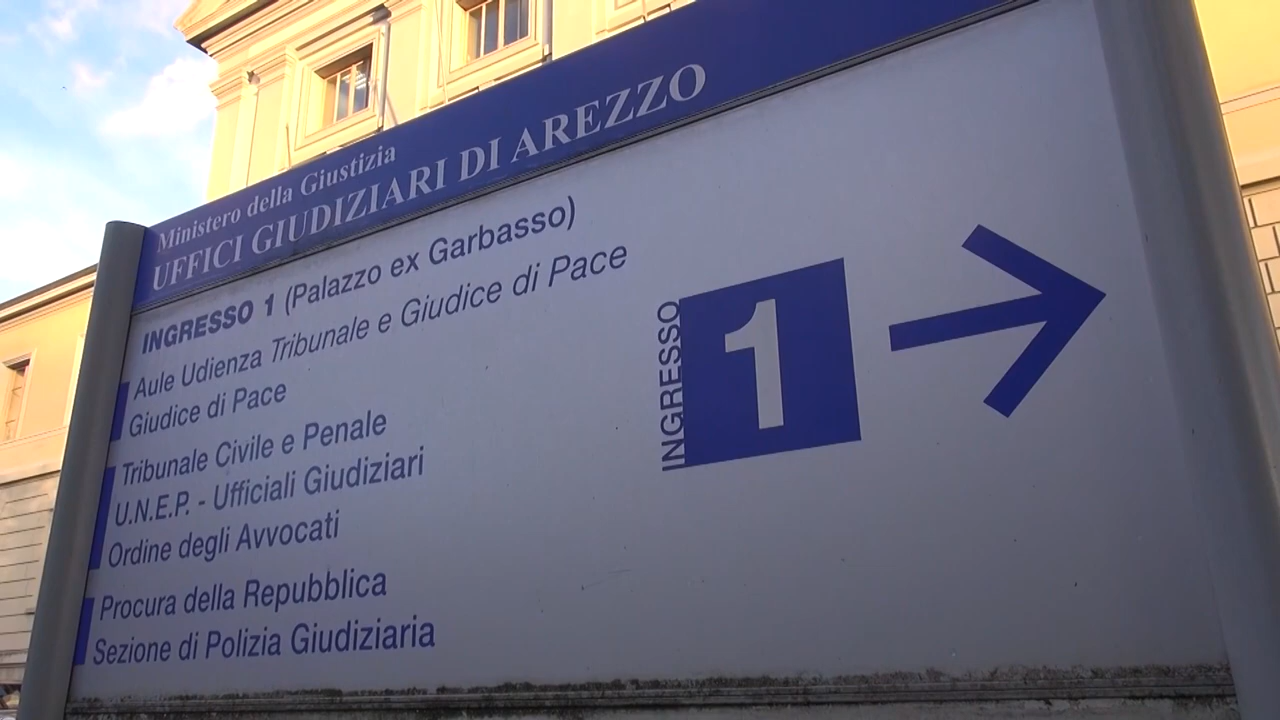 Ministero della Giustizia
UFFICI GIUDIZIARI DI AREZZO
INGRESSO 1 (Palazzo ex Garbasso)
Aule Udienza Tribunale e Giudice di Pace
Giudice di Pace
Tribunale Civile e Penale
U.N.E.P. - Ufficiali Giudiziari
Ordine degli Avvocati
Procura della Repubblica
Sezione di Polizia Giudiziaria
INGRESSO
1